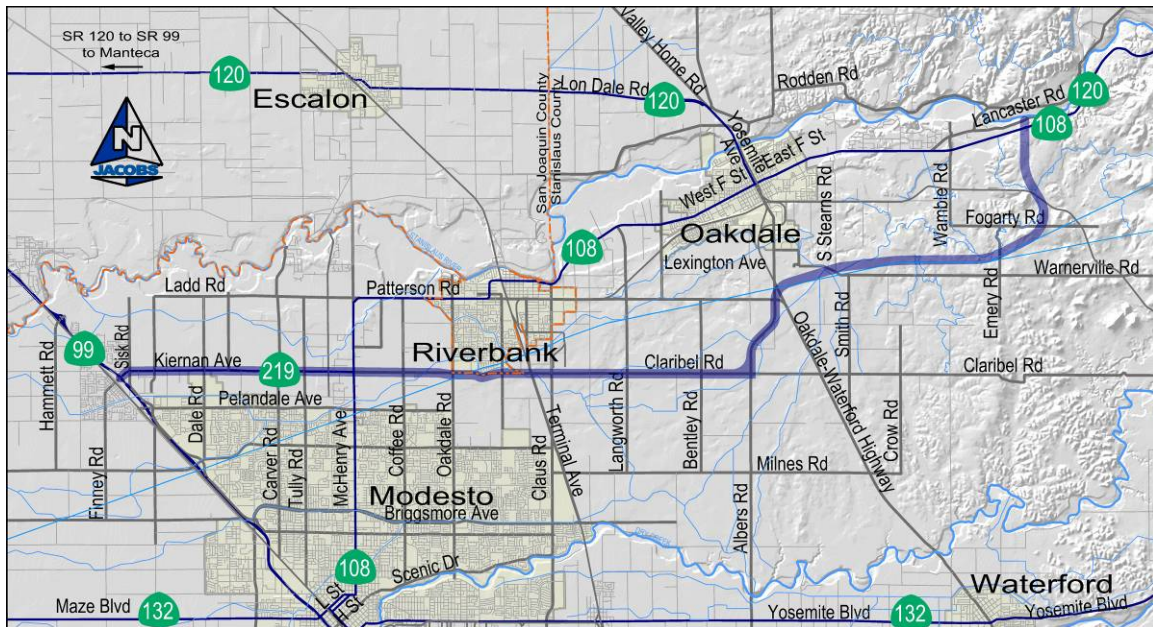 SR 120 to SR 99
to Manteca
120
Escalon
N
JACOBS
San Joaquin County
Stanislaus County
Valley Home Rd
Lon Dale Rd
120
Rodden Rd
Lancaster Rd
120
108
Yosemite Ave
East F St
West F St
Oakdale
S Stearns Rd
Wamble Rd
Fogarty Rd
108
Lexington Ave
Warnerville Rd
Emery Rd
Ladd Rd
Patterson Rd
Riverbank
Hammett Rd
99
Sisk Rd
Kiernan Ave
219
Claribel Rd
Smith Rd
Claribel Rd
Oakdale-Waterford Highway
Pelandale Ave
Dale Rd
Finney Rd
Carver Rd
Tully Rd
McHenry Ave
Coffee Rd
Oakdale Rd
Claus Rd
Terminal Ave
Langworth Rd
Bentley Rd
Crow Rd
Milnes Rd
Albers Rd
Modesto
Briggsmore Ave
108
Scenic Dr
L St
H St
Maze Blvd
132
Waterford
Yosemite Blvd
132
Yosemite Blvd